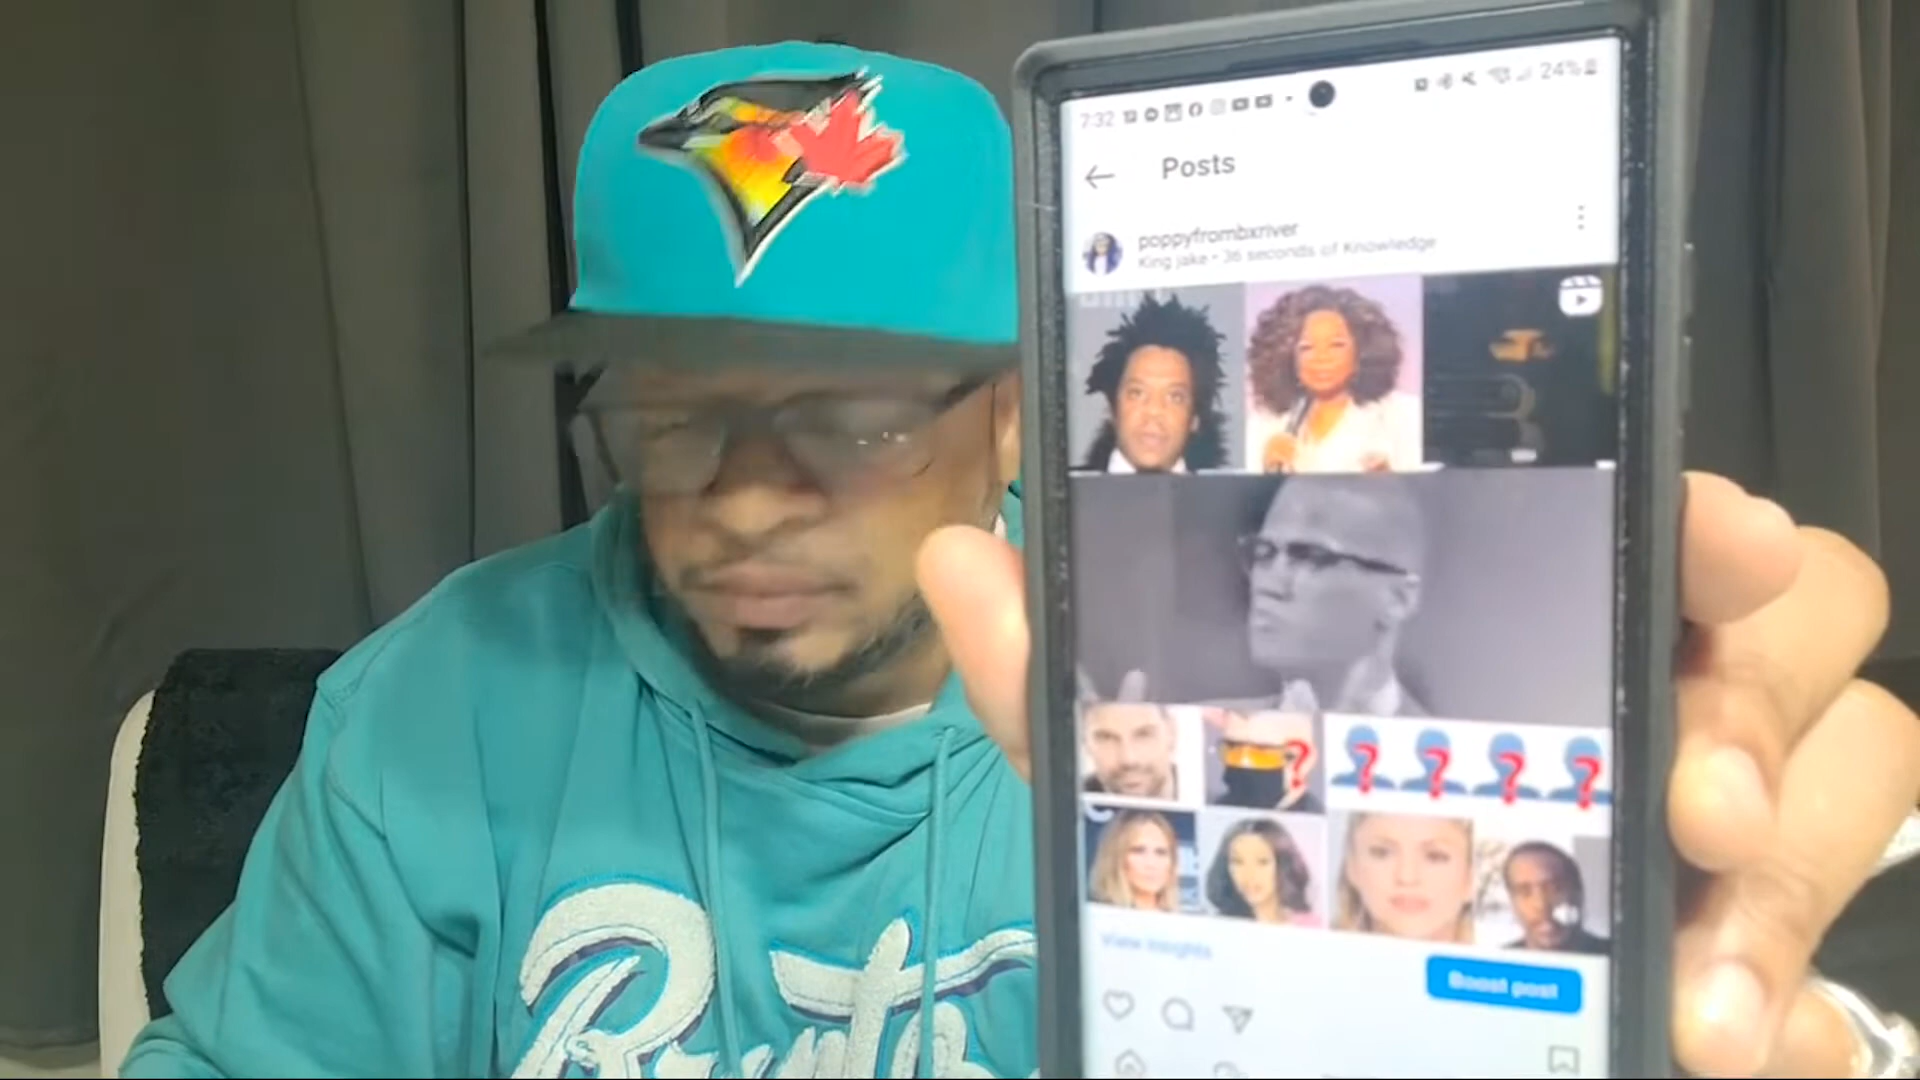 7:32
24%
Posts
poppyfrombxriver
King jake • 36 seconds of Knowledge
? ? ? ? ?
View insights
Boost post